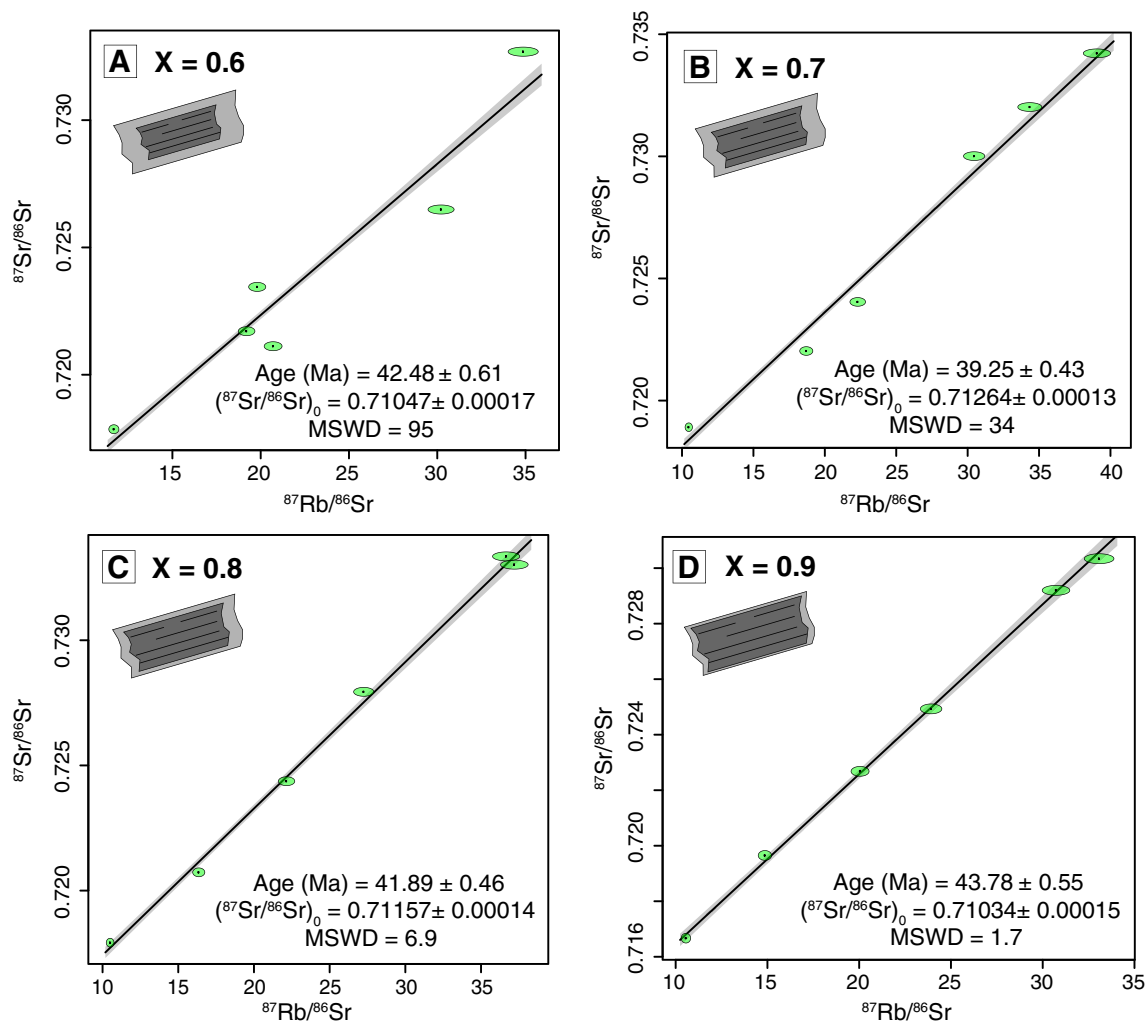 A X = 0.6
⁸⁷Sr/⁸⁶Sr
0.730
0.725
0.720
Age (Ma) = 42.48 ± 0.61
(⁸⁷Sr/⁸⁶Sr)₀ = 0.71047± 0.00017
MSWD = 95
15 20 25 30 35
⁸⁷Rb/⁸⁶Sr
B X = 0.7
⁸⁷Sr/⁸⁶Sr
0.735
0.730
0.725
0.720
Age (Ma) = 39.25 ± 0.43
(⁸⁷Sr/⁸⁶Sr)₀ = 0.71264± 0.00013
MSWD = 34
10 15 20 25 30 35 40
⁸⁷Rb/⁸⁶Sr
C X = 0.8
⁸⁷Sr/⁸⁶Sr
0.730
0.725
0.720
Age (Ma) = 41.89 ± 0.46
(⁸⁷Sr/⁸⁶Sr)₀ = 0.71157± 0.00014
MSWD = 6.9
10 15 20 25 30 35
⁸⁷Rb/⁸⁶Sr
D X = 0.9
⁸⁷Sr/⁸⁶Sr
0.728
0.724
0.720
0.716
Age (Ma) = 43.78 ± 0.55
(⁸⁷Sr/⁸⁶Sr)₀ = 0.71034± 0.00015
MSWD = 1.7
10 15 20 25 30 35
⁸⁷Rb/⁸⁶Sr